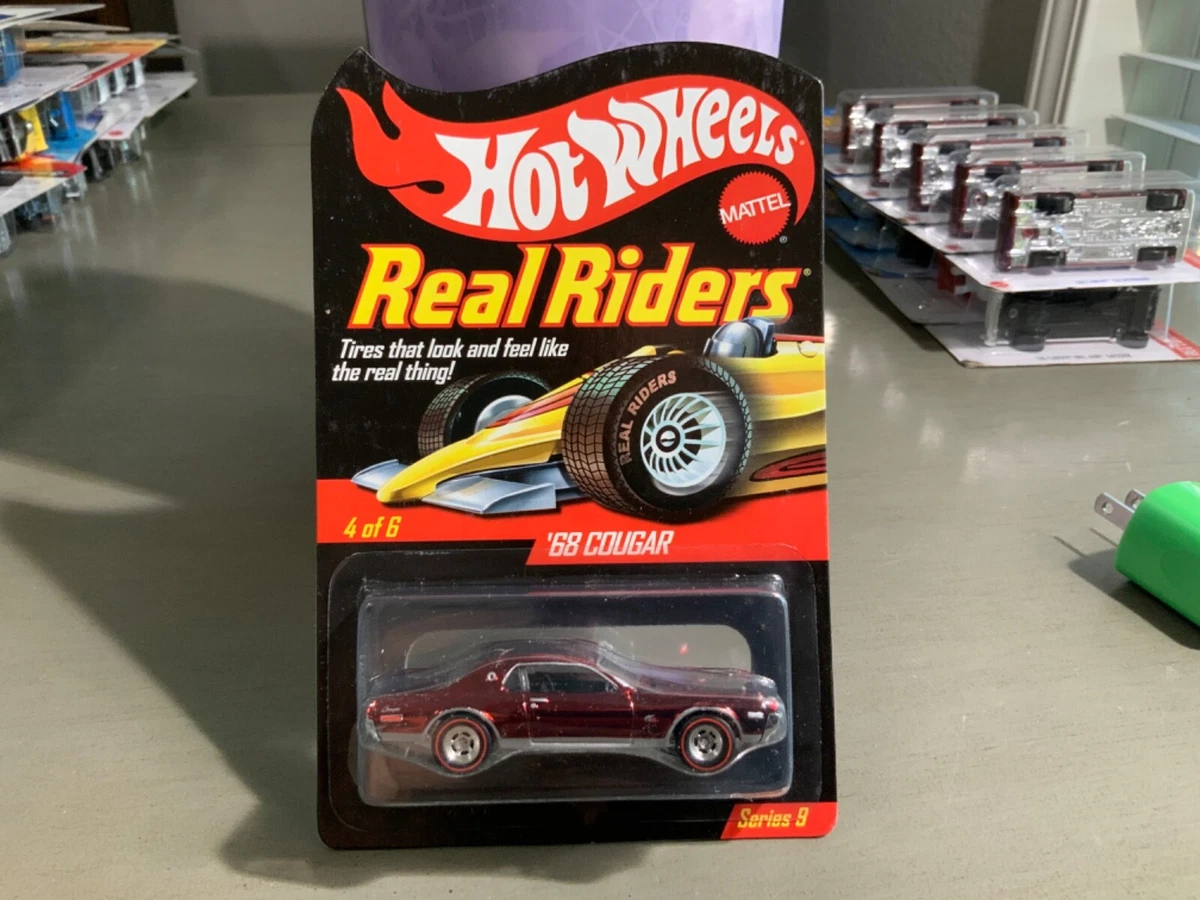 Hot Wheels
MATTEL
®
Real Riders®
Tires that look and feel like
the real thing!
REAL RIDERS
4 of 6
'68 COUGAR
Series 9